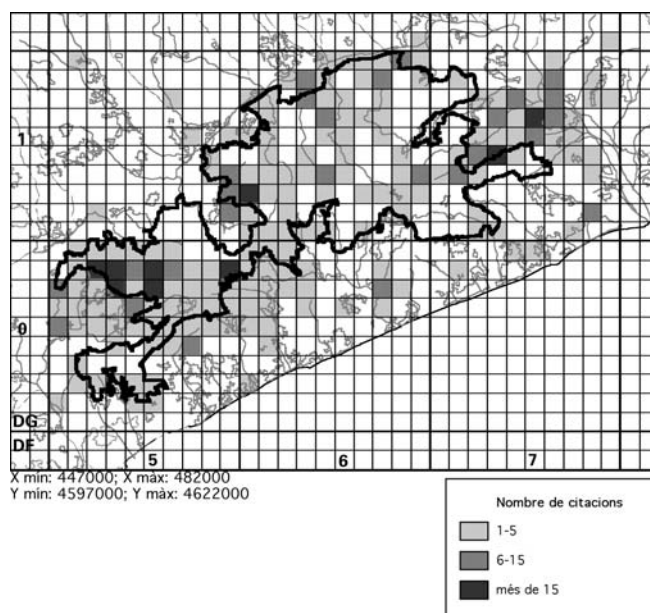 1
0
DG
DF
5 6 7
X mín: 447000; X màx: 482000
Y mín: 4597000; Y màx: 4622000
Nombre de citacions
1-5
6-15
més de 15